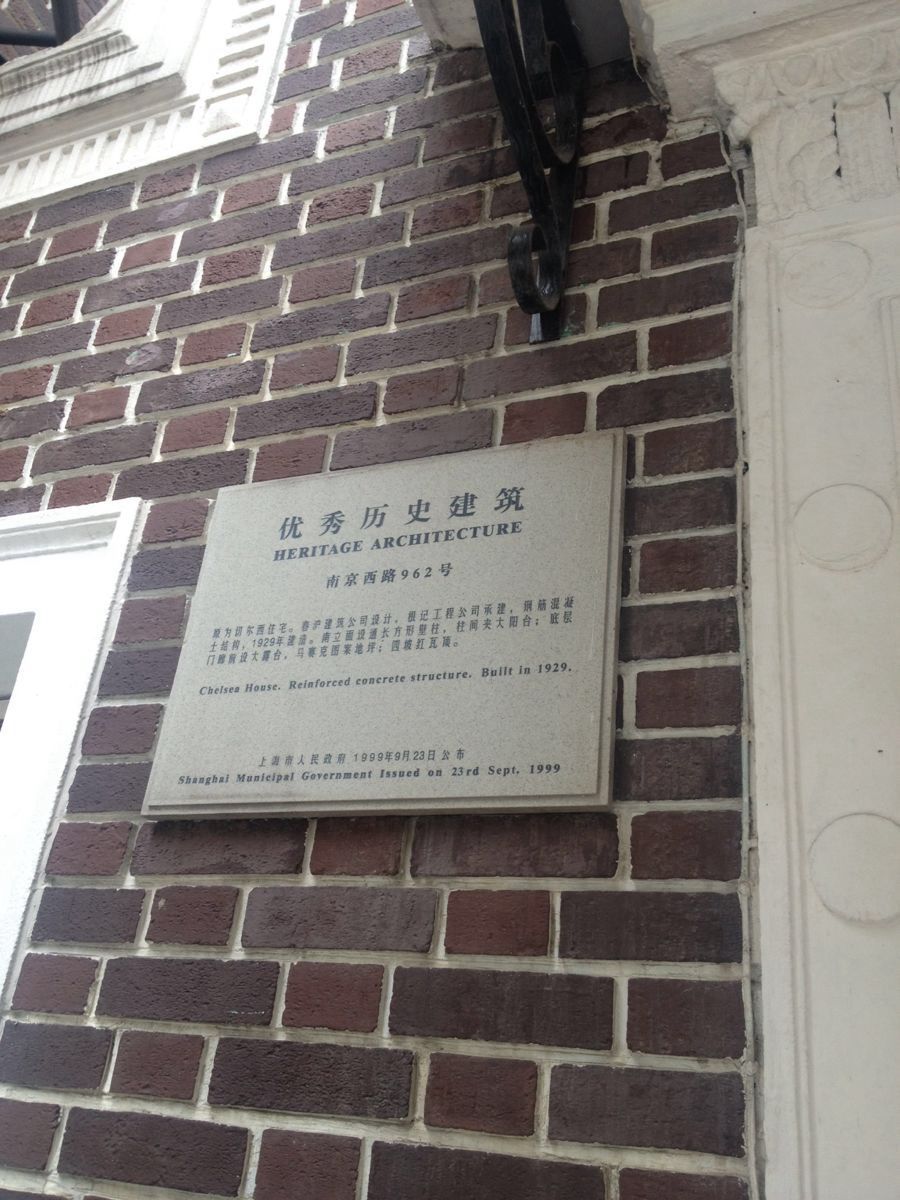 优秀历史建筑
HERITAGE ARCHITECTURE
南京西路962号
原为切尔西住宅。泰沪建筑公司设计，根记工程公司承建，钢筋混凝
土结构，1929年建造。南立面设通长方形壁柱，柱间夹大阳台；底层
门廊前设大露台，马赛克图案地坪；四坡红瓦顶。
Chelsea House. Reinforced concrete structure. Built in 1929.
上海市人民政府 1999年9月23日公布
Shanghai Municipal Government Issued on 23rd Sept. 1999